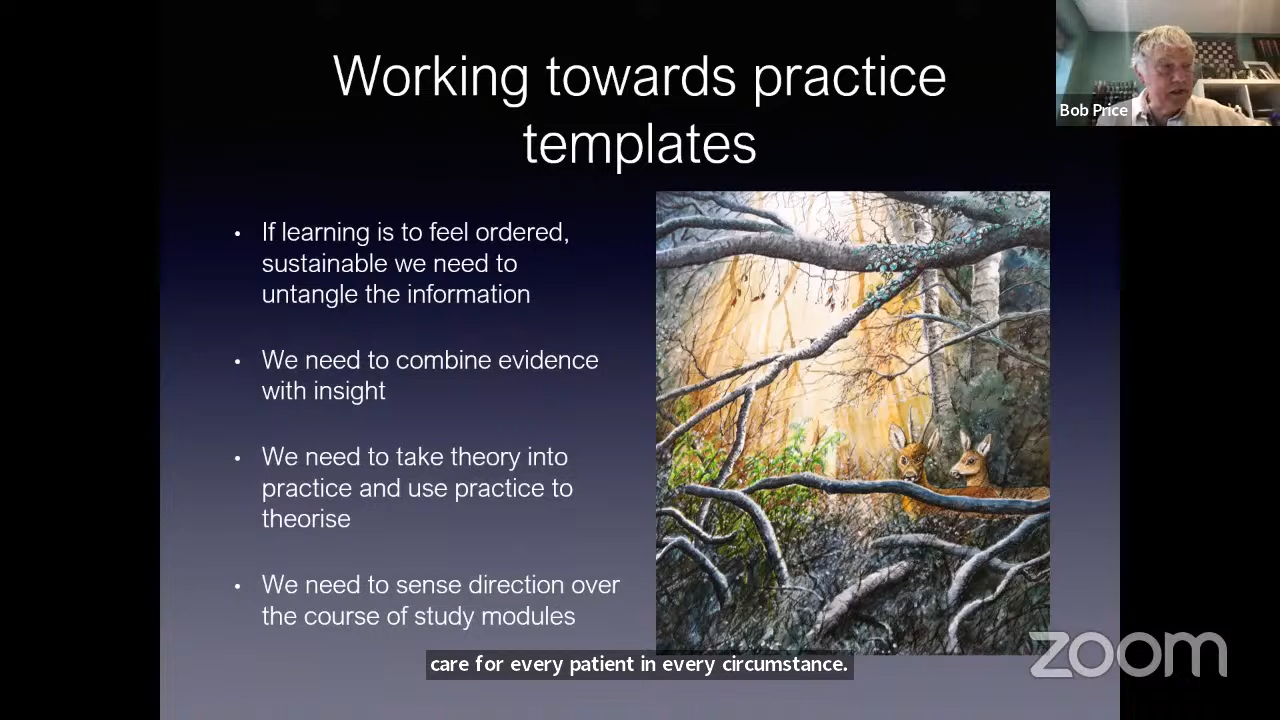 Working towards practice
templates
Bob Price
• If learning is to feel ordered,
sustainable we need to
untangle the information
• We need to combine evidence
with insight
• We need to take theory into
practice and use practice to
theorise
• We need to sense direction over
the course of study modules
care for every patient in every circumstance.
zoom